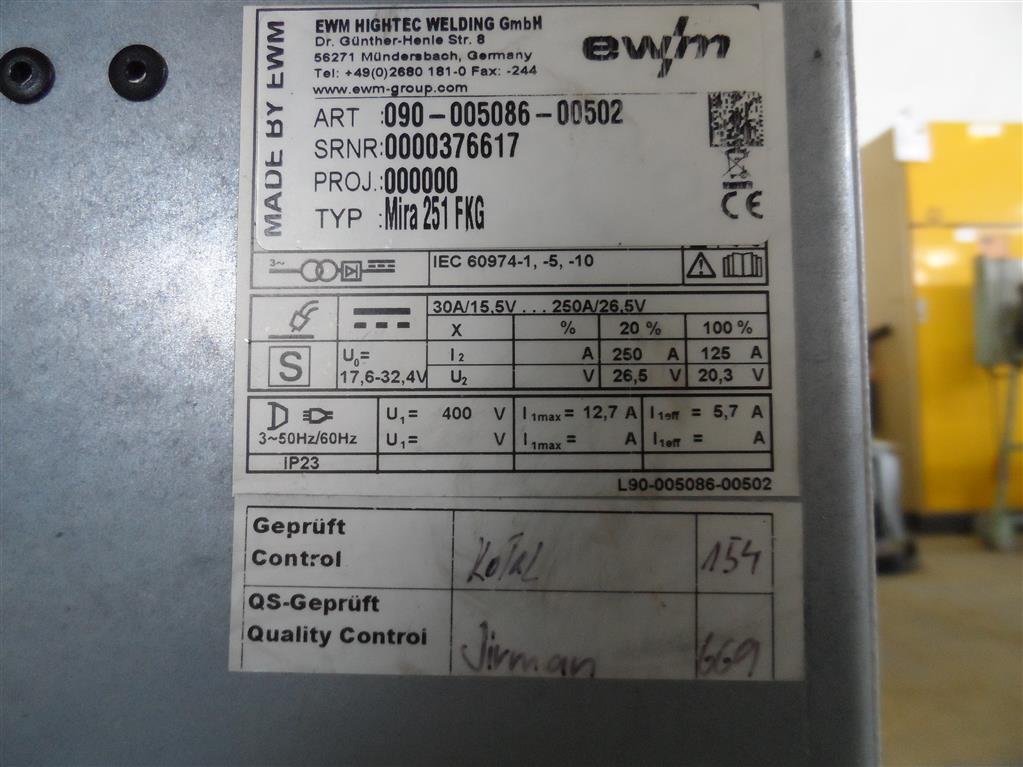 MADE BY EWM
EWM HIGHTEC WELDING GmbH
Dr. Günther-Henle Str. 8
56271 Mündersbach, Germany
Tel: +49(0)2680 181-0 Fax: -244
www.ewm-group.com
ewm
ART :090-005086-00502
SRNR:0000376617
PROJ.:000000
TYP :Mira 251 FKG
CE
3~ IEC 60974-1, -5, -10
30A/15,5V ... 250A/26,5V
X % 20 % 100 %
S U0= I2 A 250 A 125 A
17,6-32,4V U2 V 26,5 V 20,3 V
U1= 400 V I1max= 12,7 A I1eff = 5,7 A
3~50Hz/60Hz U1= V I1max= A I1eff = A
IP23
L90-005086-00502
Geprüft
Control 154
QS-Geprüft
Quality Control Jirman 669